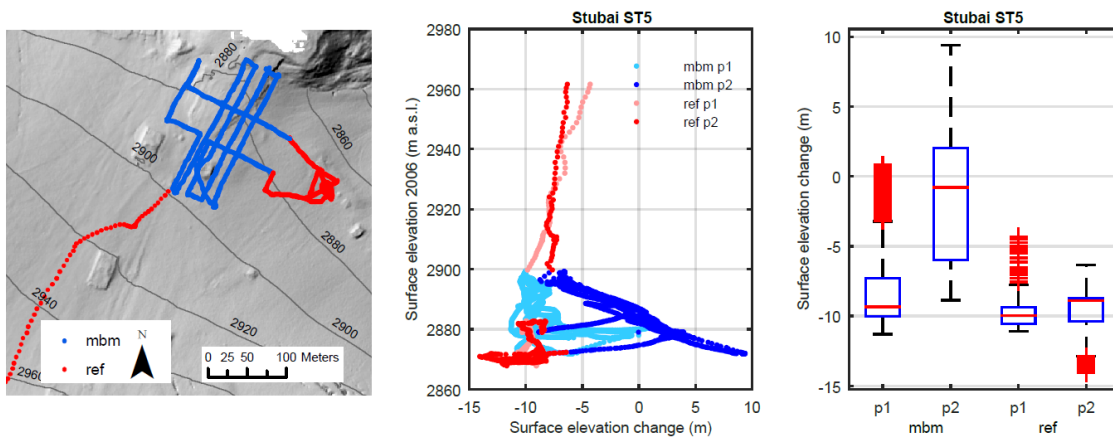 2880
2860
2900
2880
2940
2920
2900
2960
mbm
ref
N
0 25 50 100 Meters
Stubai ST5
Surface elevation 2006 (m a.s.l.)
2980
2960
2940
2920
2900
2880
2860
mbm p1
mbm p2
ref p1
ref p2
-15 -10 -5 0 5 10
Surface elevation change (m)
Stubai ST5
Surface elevation change (m)
10
5
0
-5
-10
-15
p1 p2 p1 p2
mbm ref